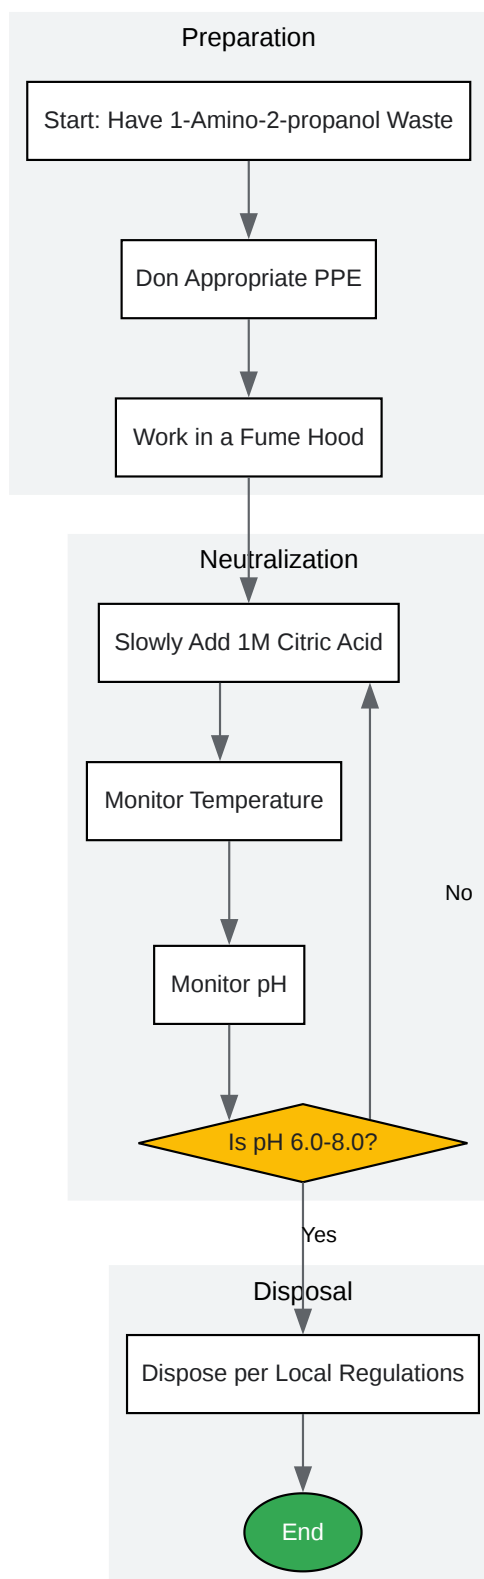 Preparation
Start: Have 1-Amino-2-propanol Waste
Don Appropriate PPE
Work in a Fume Hood
Neutralization
Slowly Add 1M Citric Acid
Monitor Temperature
No
Monitor pH
Is pH 6.0-8.0?
Yes
Disposal
Dispose per Local Regulations
End